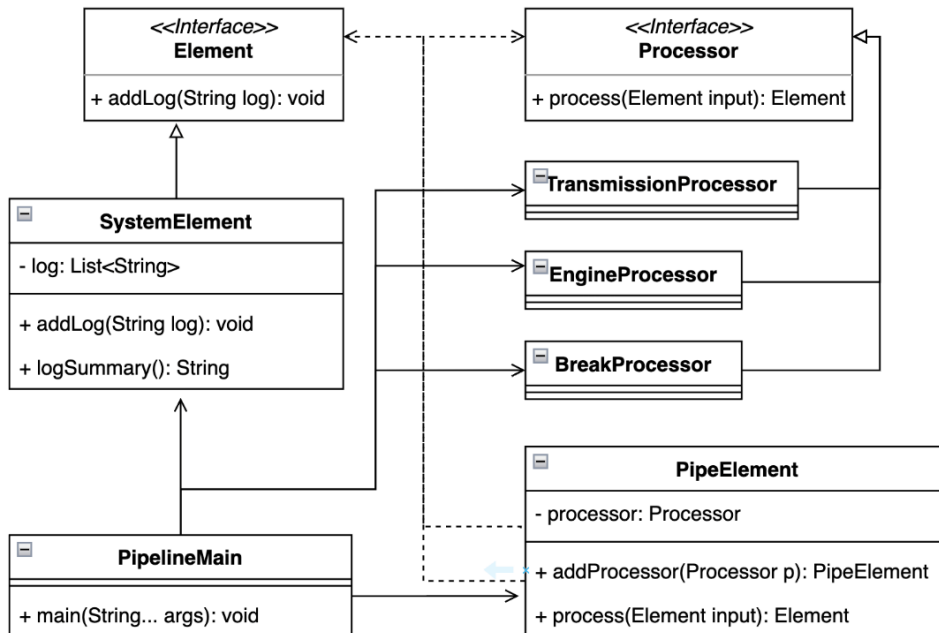 <<Interface>>
Element
+ addLog(String log): void
<<Interface>>
Processor
+ process(Element input): Element
TransmissionProcessor
SystemElement
- log: List<String>
+ addLog(String log): void
+ logSummary(): String
EngineProcessor
BreakProcessor
PipeElement
- processor: Processor
+ addProcessor(Processor p): PipeElement
+ process(Element input): Element
PipelineMain
+ main(String... args): void